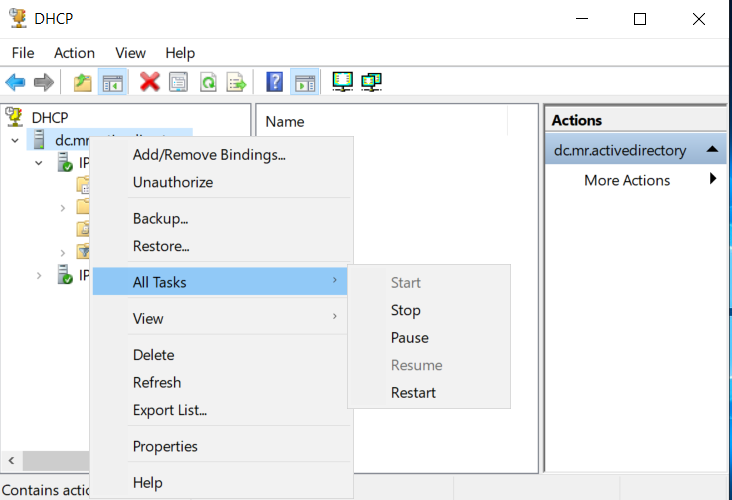 DHCP
File Action View Help
DHCP
dc.mr.activedirectory
IP
IP
Name
Actions
dc.mr.activedirectory
More Actions
Add/Remove Bindings...
Unauthorize
Backup...
Restore...
All Tasks
View
Delete
Refresh
Export List...
Properties
Help
Start
Stop
Pause
Resume
Restart
Contains actio